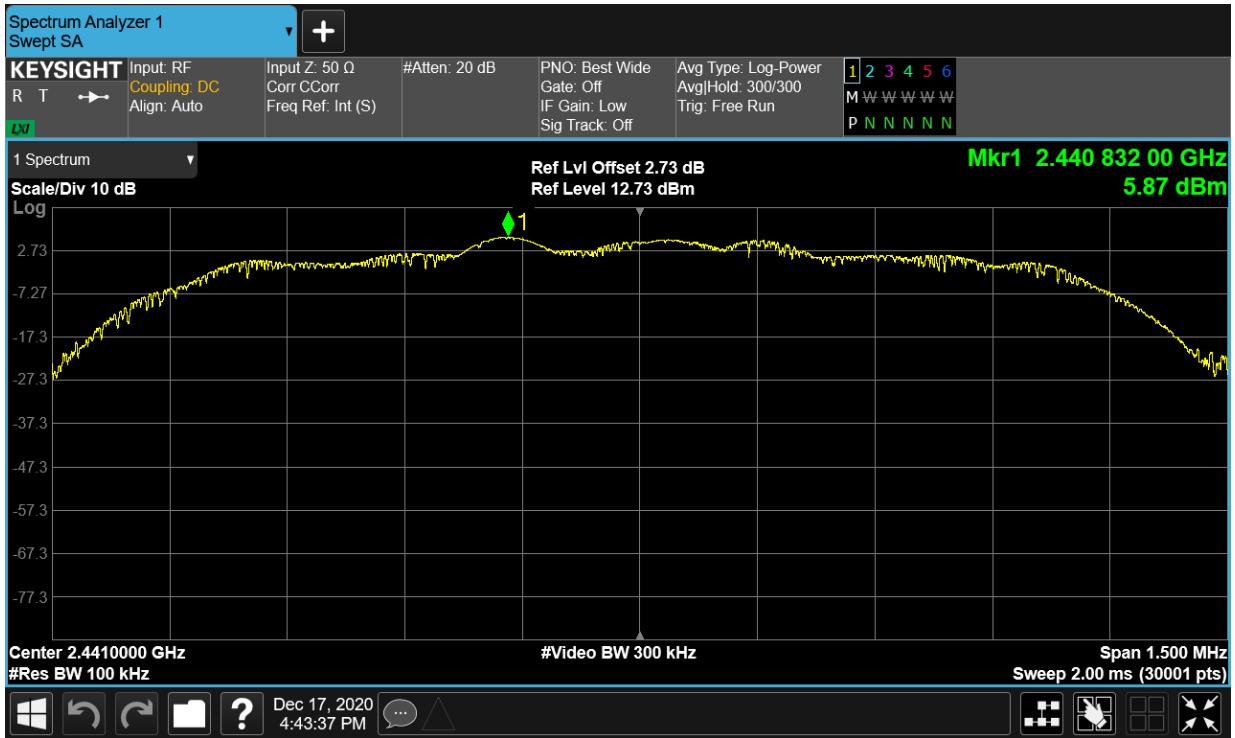 Spectrum Analyzer 1
Swept SA
KEYSIGHT
R T
LXI
Input: RF
Coupling: DC
Align: Auto
Input Z: 50 Ω
Corr CCorr
Freq Ref: Int (S)
#Atten: 20 dB
PNO: Best Wide
Gate: Off
IF Gain: Low
Sig Track: Off
Avg Type: Log-Power
Avg|Hold: 300/300
Trig: Free Run
1 2 3 4 5 6
M W W W W W
P N N N N N
1 Spectrum
Scale/Div 10 dB
Log
Ref Lvl Offset 2.73 dB
Ref Level 12.73 dBm
Mkr1 2.440 832 00 GHz
5.87 dBm
1
2.73
-7.27
-17.3
-27.3
-37.3
-47.3
-57.3
-67.3
-77.3
Center 2.4410000 GHz
#Res BW 100 kHz
#Video BW 300 kHz
Span 1.500 MHz
Sweep 2.00 ms (30001 pts)
?
Dec 17, 2020
4:43:37 PM